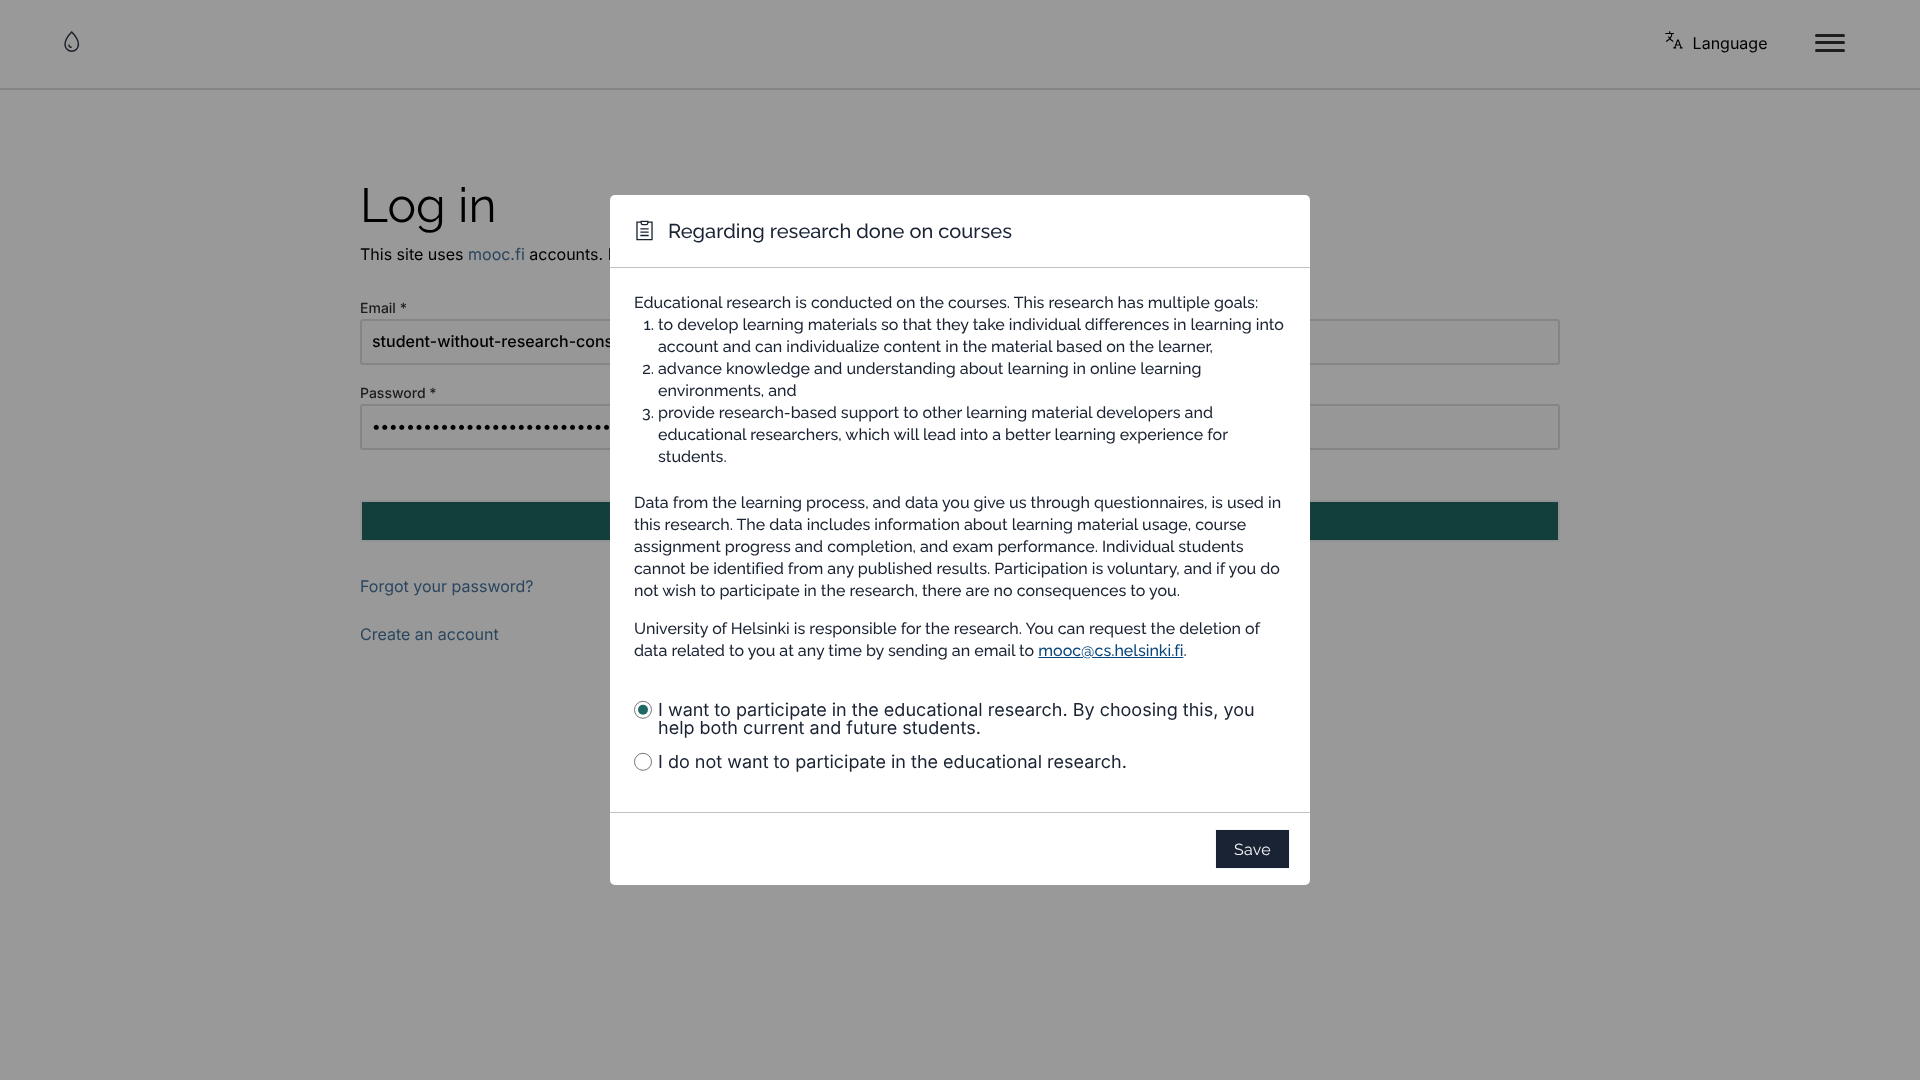 Language
Log in
This site uses mooc.fi accounts.
Email *
student-without-research-cons
Password *
Forgot your password?
Create an account
Regarding research done on courses
Educational research is conducted on the courses. This research has multiple goals:
1. to develop learning materials so that they take individual differences in learning into
account and can individualize content in the material based on the learner,
2. advance knowledge and understanding about learning in online learning
environments, and
3. provide research-based support to other learning material developers and
educational researchers, which will lead into a better learning experience for
students.
Data from the learning process, and data you give us through questionnaires, is used in
this research. The data includes information about learning material usage, course
assignment progress and completion, and exam performance. Individual students
cannot be identified from any published results. Participation is voluntary, and if you do
not wish to participate in the research, there are no consequences to you.
University of Helsinki is responsible for the research. You can request the deletion of
data related to you at any time by sending an email to mooc@cs.helsinki.fi.
I want to participate in the educational research. By choosing this, you
help both current and future students.
I do not want to participate in the educational research.
Save